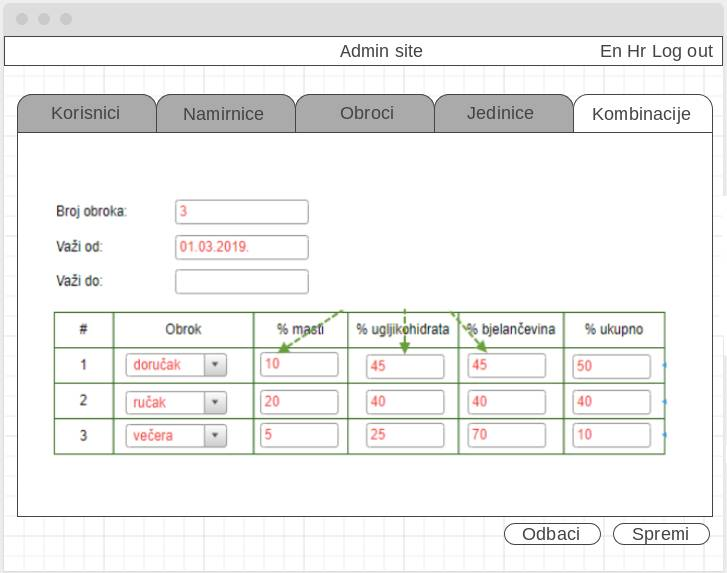 Admin site En Hr Log out
Korisnici Namirnice Obroci Jedinice Kombinacije
Broj obroka: 3
Važi od: 01.03.2019.
Važi do:
# Obrok % masti % ugljikohidrata % bjelančevina % ukupno
1 doručak 10 45 45 50
2 ručak 20 40 40 40
3 večera 5 25 70 10
Odbaci Spremi